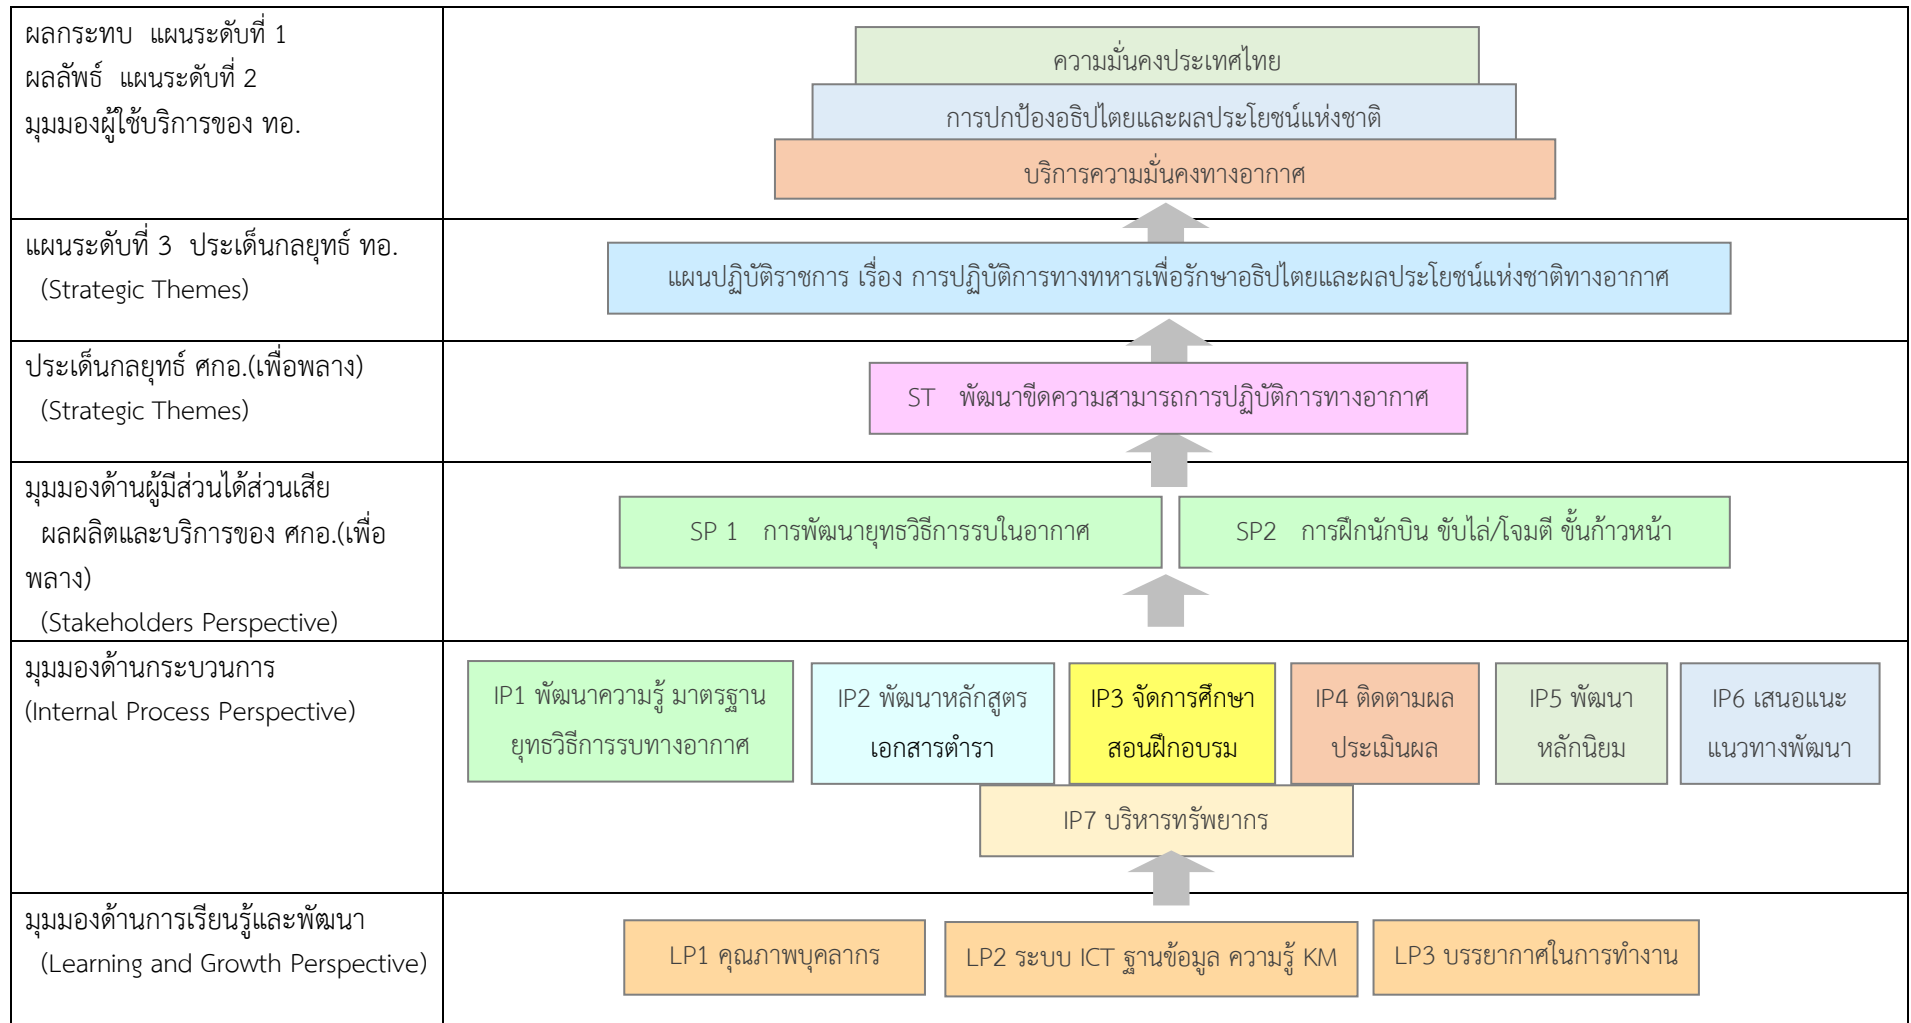 ผลกระทบ แผนระดับที่ 1
ผลลัพธ์ แผนระดับที่ 2
มุมมองผู้ใช้บริการของ ทอ.
ความมั่นคงประเทศไทย
การปกป้องอธิปไตยและผลประโยชน์แห่งชาติ
บริการความมั่นคงทางอากาศ
แผนระดับที่ 3 ประเด็นกลยุทธ์ ทอ.
(Strategic Themes)
แผนปฏิบัติราชการ เรื่อง การปฏิบัติการทางทหารเพื่อรักษาอธิปไตยและผลประโยชน์แห่งชาติทางอากาศ
ประเด็นกลยุทธ์ ศกอ.(เพื่อพลาง)
(Strategic Themes)
ST พัฒนาขีดความสามารถการปฏิบัติการทางอากาศ
มุมมองด้านผู้มีส่วนได้ส่วนเสีย
ผลผลิตและบริการของ ศกอ.(เพื่อ
พลาง)
(Stakeholders Perspective)
SP 1 การพัฒนายุทธวิธีการรบในอากาศ
SP2 การฝึกนักบิน ขับไล่/โจมตี ขั้นก้าวหน้า
มุมมองด้านกระบวนการ
(Internal Process Perspective)
IP1 พัฒนาความรู้ มาตรฐาน
ยุทธวิธีการรบทางอากาศ
IP2 พัฒนาหลักสูตร
เอกสารตำรา
IP3 จัดการศึกษา
สอนฝึกอบรม
IP4 ติดตามผล
ประเมินผล
IP5 พัฒนา
หลักนิยม
IP6 เสนอแนะ
แนวทางพัฒนา
IP7 บริหารทรัพยากร
มุมมองด้านการเรียนรู้และพัฒนา
(Learning and Growth Perspective)
LP1 คุณภาพบุคลากร
LP2 ระบบ ICT ฐานข้อมูล ความรู้ KM
LP3 บรรยากาศในการทำงาน